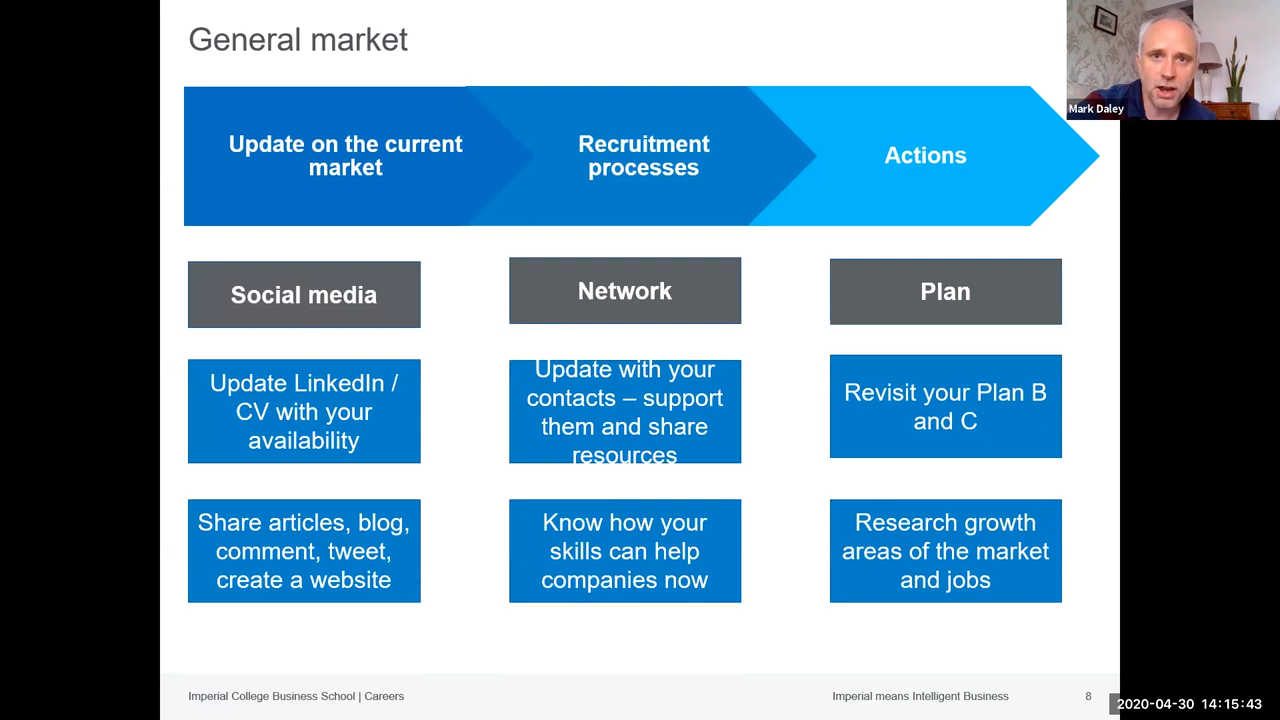 General market
Update on the current
market
Recruitment
processes
Actions
Mark Daley
Social media
Network
Plan
Update LinkedIn /
CV with your
availability
Update with your
contacts – support
them and share
resources
Revisit your Plan B
and C
Share articles, blog,
comment, tweet,
create a website
Know how your
skills can help
companies now
Research growth
areas of the market
and jobs
Imperial College Business School | Careers
Imperial means Intelligent Business
8
2020-04-30 14:15:43